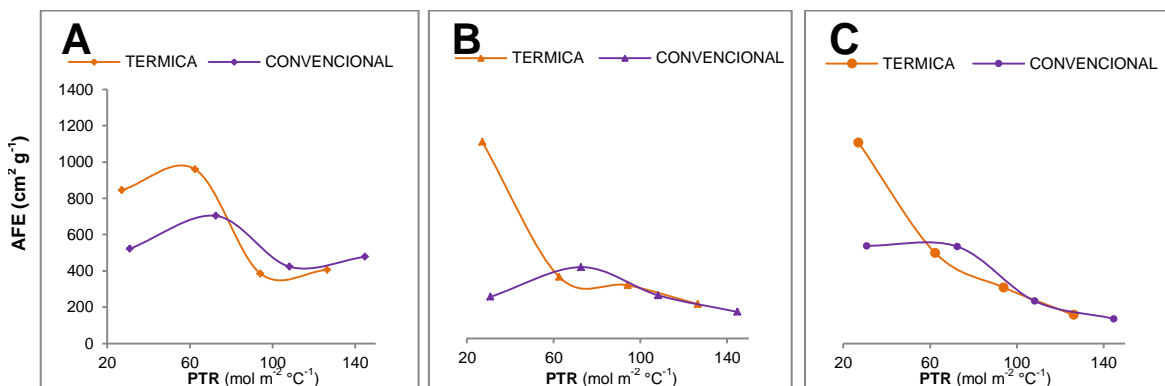 A
TERMICA CONVENCIONAL
1400
1200
1000
800
600
400
200
0
AFE (cm² g⁻¹)
20 60 100 140
PTR (mol m⁻² °C⁻¹)
B
TERMICA CONVENCIONAL
20 60 100 140
PTR (mol m⁻² °C⁻¹)
C
TERMICA CONVENCIONAL
20 60 100 140
PTR (mol m⁻² °C⁻¹)